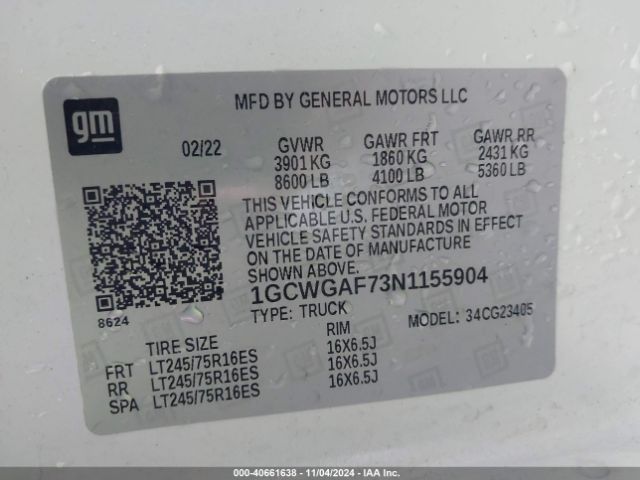 gm
MFD BY GENERAL MOTORS LLC
02/22 GVWR GAWR FRT GAWR RR
3901 KG 1860 KG 2431 KG
8600 LB 4100 LB 5360 LB
THIS VEHICLE CONFORMS TO ALL
APPLICABLE U.S. FEDERAL MOTOR
VEHICLE SAFETY STANDARDS IN EFFECT
ON THE DATE OF MANUFACTURE
SHOWN ABOVE.
1GCWGAF73N1155904
8624 TYPE: TRUCK MODEL: 34CG23405
TIRE SIZE RIM
FRT LT245/75R16ES 16X6.5J
RR LT245/75R16ES 16X6.5J
SPA LT245/75R16ES 16X6.5J
000-40661638 - 11/04/2024 - IAA Inc.